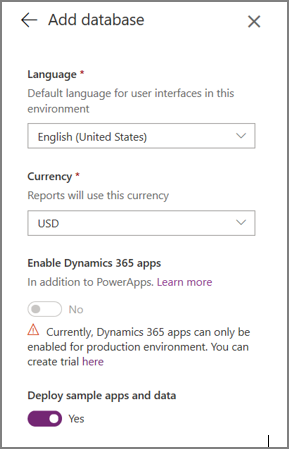 Add database
Language *
Default language for user interfaces in this
environment
English (United States)
Currency *
Reports will use this currency
USD
Enable Dynamics 365 apps
In addition to PowerApps. Learn more
No
Currently, Dynamics 365 apps can only be
enabled for production environment. You can
create trial here
Deploy sample apps and data
Yes